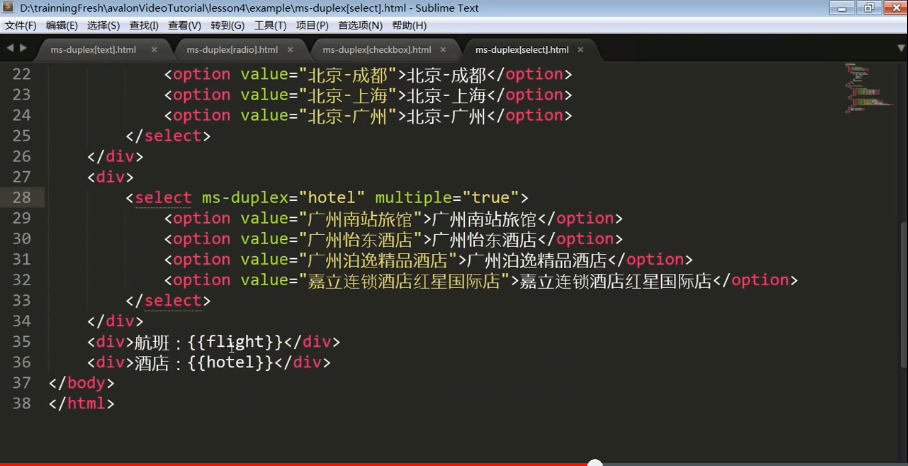 D:\trainningFresh\avalonVideoTutorial\lesson4\example\ms-duplex[select].html - Sublime Text
文件(F) 编辑(E) 选择(S) 查找(I) 查看(V) 转到(G) 工具(T) 项目(P) 首选项(N) 帮助(H)
ms-duplex[text].html ms-duplex[radio].html ms-duplex[checkbox].html ms-duplex[select].html
22 <option value="北京-成都">北京-成都</option>
23 <option value="北京-上海">北京-上海</option>
24 <option value="北京-广州">北京-广州</option>
25 </select>
26 </div>
27 <div>
28 <select ms-duplex="hotel" multiple="true">
29 <option value="广州南站旅馆">广州南站旅馆</option>
30 <option value="广州怡东酒店">广州怡东酒店</option>
31 <option value="广州泊逸精品酒店">广州泊逸精品酒店</option>
32 <option value="嘉立连锁酒店红星国际店">嘉立连锁酒店红星国际店</option>
33 </select>
34 </div>
35 <div>航班：{{flight}}</div>
36 <div>酒店：{{hotel}}</div>
37 </body>
38 </html>